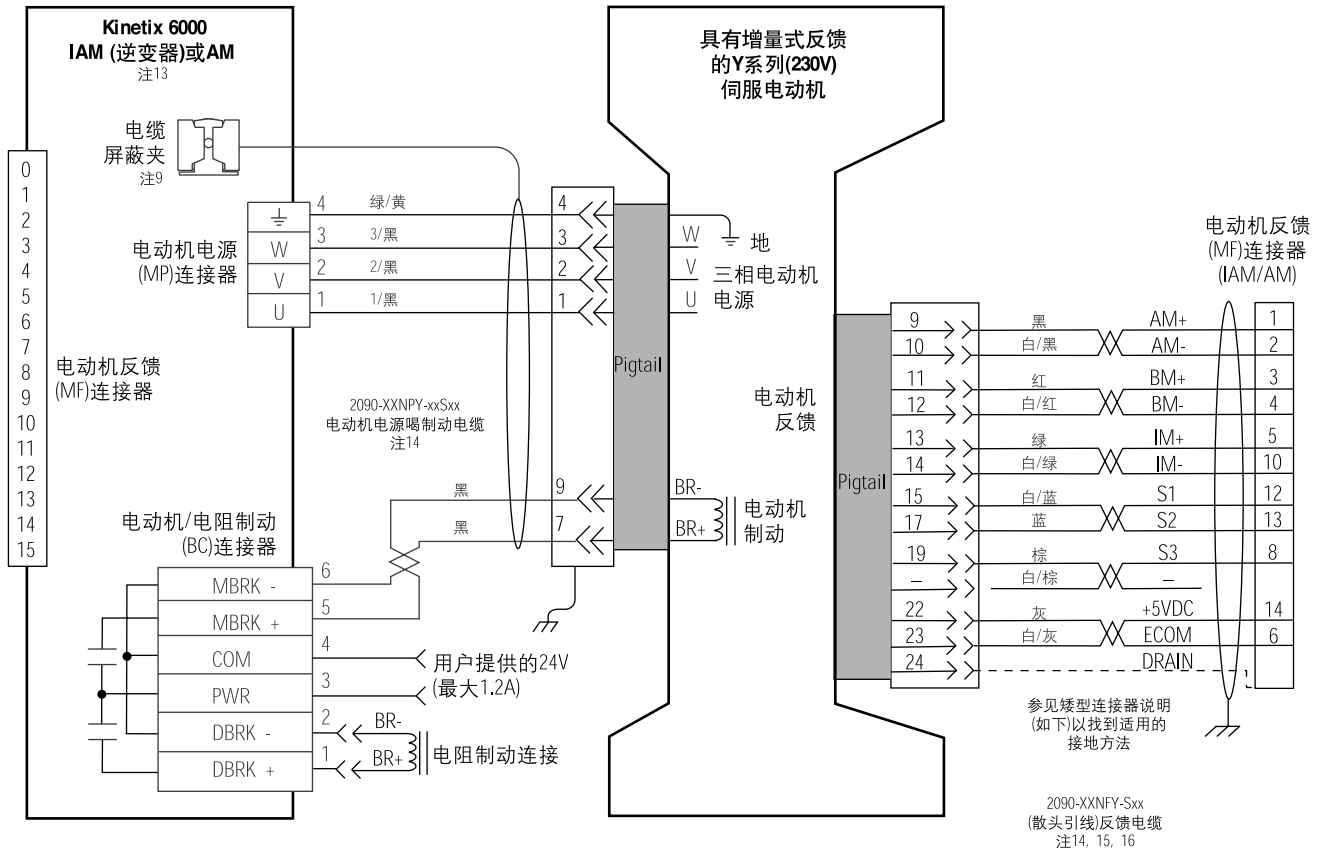 Kinetix 6000
IAM (逆变器)或AM
注13
电缆
屏蔽夹
注9
0
1
2
3
4
5
6
7
8
9
10
11
12
13
14
15
电动机反馈
(MF)连接器
电动机电源
(MP)连接器
W
V
U
4 绿/黄
3 3/黑
2 2/黑
1 1/黑
2090-XXNPY-xxSxx
电动机电源喝制动电缆
注14
黑
黑
电动机/电阻制动
(BC)连接器
MBRK - 6
MBRK + 5
COM 4
PWR 3
DBRK - 2
DBRK + 1
用户提供的24V
(最大1.2A)
BR-
BR+
电阻制动连接
具有增量式反馈
的Y系列(230V)
伺服电动机
4
3
2
1
9
7
Pigtail
W
V
U
地
三相电动机
电源
BR-
BR+
电动机
制动
电动机
反馈
Pigtail
电动机反馈
(MF)连接器
(IAM/AM)
9 黑 AM+ 1
10 白/黑 AM- 2
11 红 BM+ 3
12 白/红 BM- 4
13 绿 IM+ 5
14 白/绿 IM- 10
15 白/蓝 S1 12
17 蓝 S2 13
19 棕 S3 8
– 白/棕 –
22 灰 +5VDC 14
23 白/灰 ECOM 6
24 DRAIN
参见矮型连接器说明
(如下)以找到适用的
接地方法
2090-XXNFY-Sxx
(散头引线)反馈电缆
注14, 15, 16